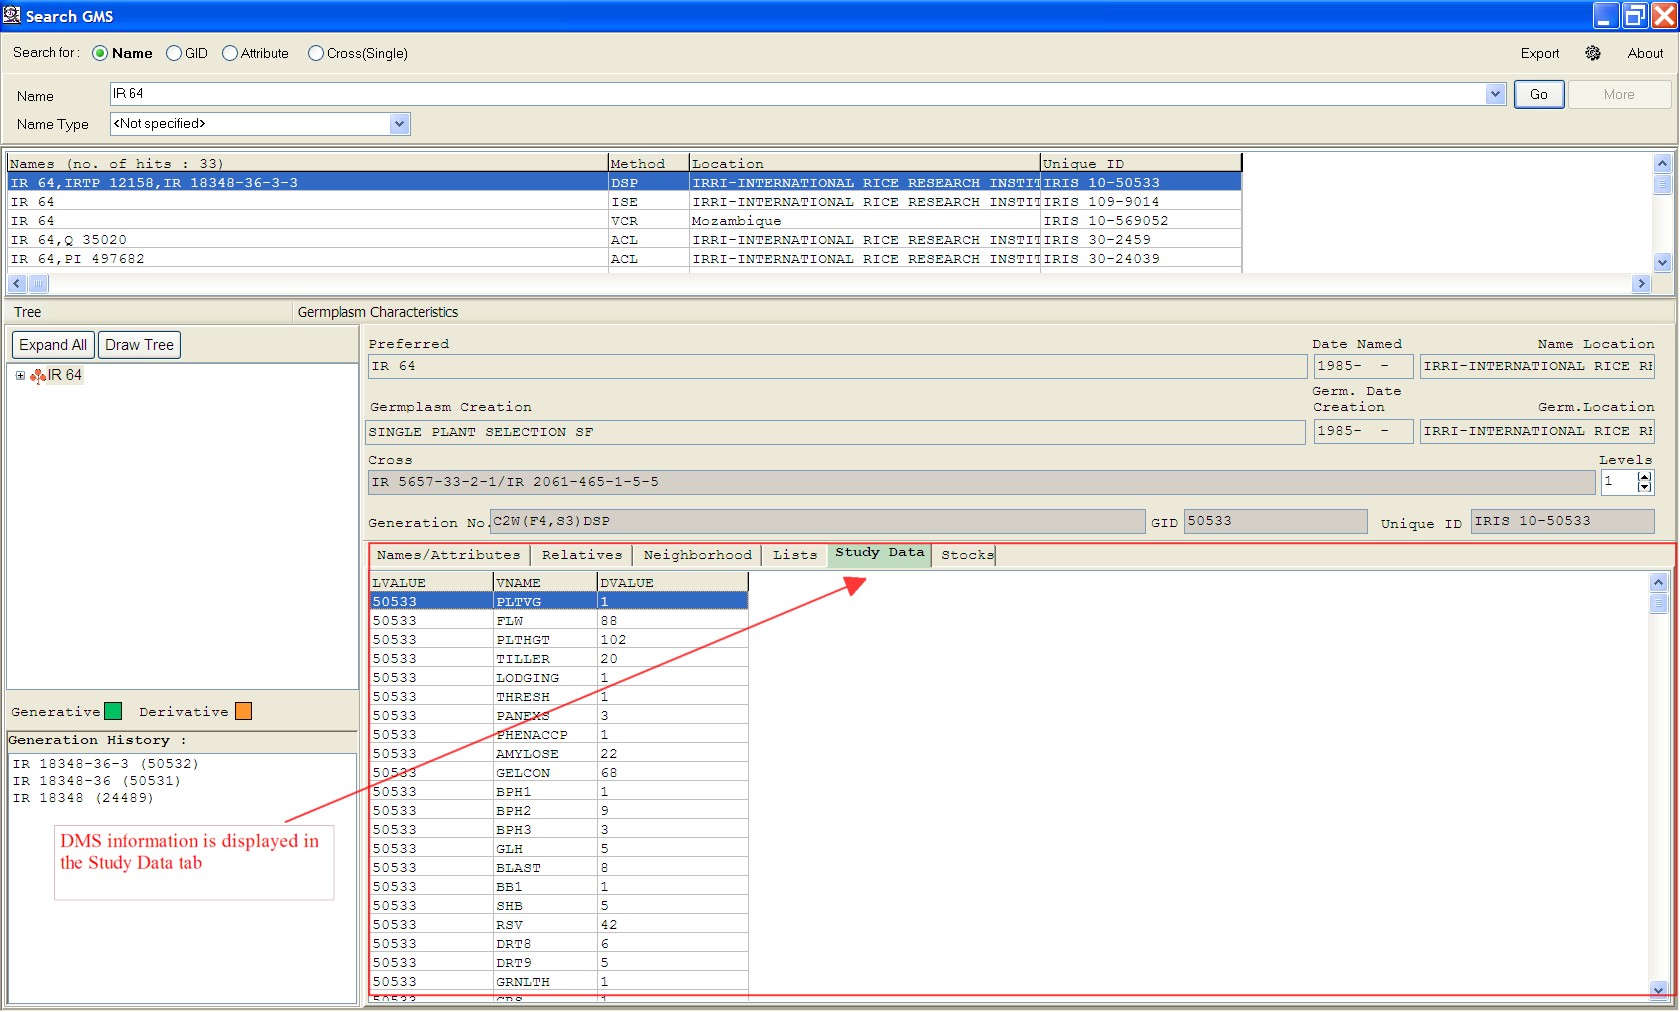 Search GMS
Search for : Name GID Attribute Cross(Single) Export About
Name IR 64 Go More
Name Type <Not specified>
Names (no. of hits : 33) Method Location Unique ID
IR 64,IRTP 12158,IR 18348-36-3-3 DSP IRRI-INTERNATIONAL RICE RESEARCH INSTIT IRIS 10-50533
IR 64 ISE IRRI-INTERNATIONAL RICE RESEARCH INSTIT IRIS 109-9014
IR 64 VCR Mozambique IRIS 10-569052
IR 64,Q 35020 ACL IRRI-INTERNATIONAL RICE RESEARCH INSTIT IRIS 30-2459
IR 64,PI 497682 ACL IRRI-INTERNATIONAL RICE RESEARCH INSTIT IRIS 30-24039
Tree Germplasm Characteristics
Expand All Draw Tree
IR 64
Generative Derivative
Generation History :
IR 18348-36-3 (50532)
IR 18348-36 (50531)
IR 18348 (24489)
DMS information is displayed in
the Study Data tab
Preferred Date Named Name Location
IR 64 1985- - IRRI-INTERNATIONAL RICE RE
Germ. Date
Germplasm Creation Creation Germ.Location
SINGLE PLANT SELECTION SF 1985- - IRRI-INTERNATIONAL RICE RE
Cross Levels
IR 5657-33-2-1/IR 2061-465-1-5-5 1
Generation No. C2W(F4,S3)DSP GID 50533 Unique ID IRIS 10-50533
Names/Attributes Relatives Neighborhood Lists Study Data Stocks
LVALUE VNAME DVALUE
50533 PLTVG 1
50533 FLW 88
50533 PLTHGT 102
50533 TILLER 20
50533 LODGING 1
50533 THRESH 1
50533 PANEXS 3
50533 PHENACCP 1
50533 AMYLOSE 22
50533 GELCON 68
50533 BPH1 1
50533 BPH2 9
50533 BPH3 3
50533 GLH 5
50533 BLAST 8
50533 BB1 1
50533 SHB 5
50533 RSV 42
50533 DRT8 6
50533 DRT9 5
50533 GRNLTH 1
50533